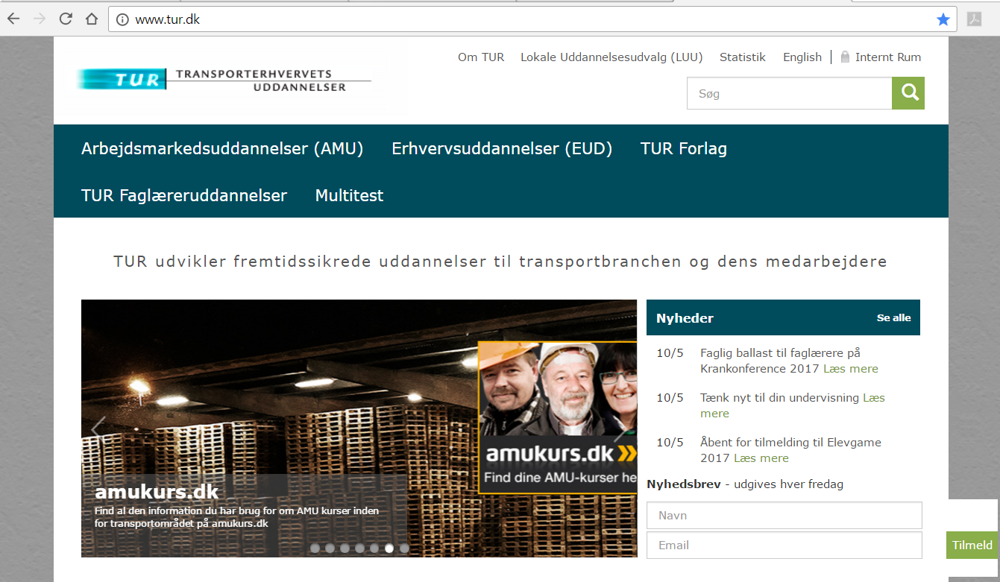 www.tur.dk
Om TUR Lokale Uddannelsesudvalg (LUU) Statistik English Internt Rum
TUR TRANSPORTERHVERVETS
UDDANNELSER
Søg
Arbejdsmarkedsuddannelser (AMU) Erhvervsuddannelser (EUD) TUR Forlag
TUR Faglæreruddannelser Multitest
TUR udvikler fremtidssikrede uddannelser til transportbranchen og dens medarbejdere
amukurs.dk
Find dine AMU-kurser he
amukurs.dk
Find al den information du har brug for om AMU kurser inden
for transportområdet på amukurs.dk
Nyheder Se alle
10/5 Faglig ballast til faglærere på
Krankonference 2017 Læs mere
10/5 Tænk nyt til din undervisning Læs
mere
10/5 Åbent for tilmelding til Elevgame
2017 Læs mere
Nyhedsbrev - udgives hver fredag
Navn
Email
Tilmeld